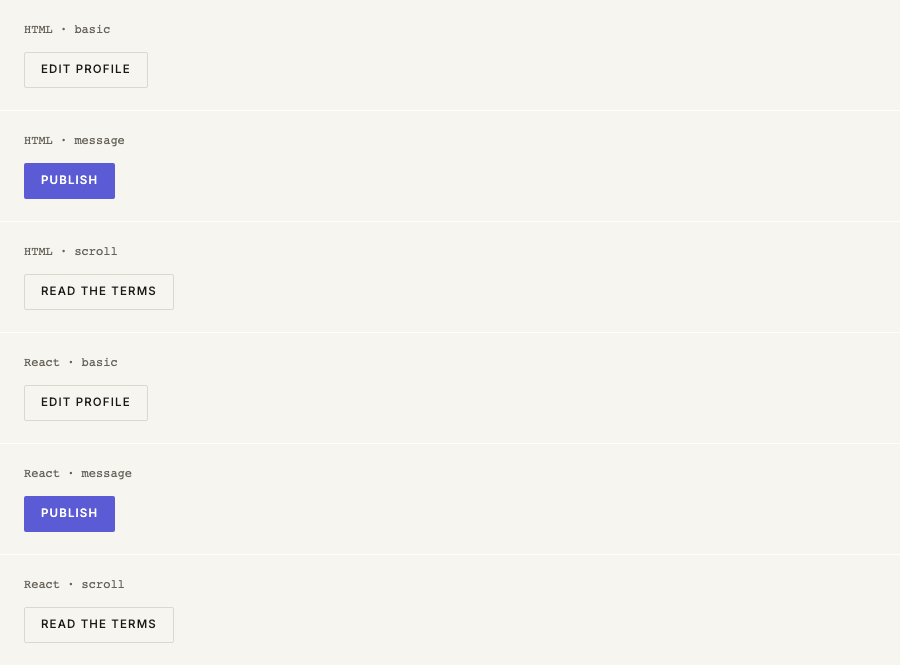 HTML · basic
EDIT PROFILE
HTML · message
PUBLISH
HTML · scroll
READ THE TERMS
React · basic
EDIT PROFILE
React · message
PUBLISH
React · scroll
READ THE TERMS